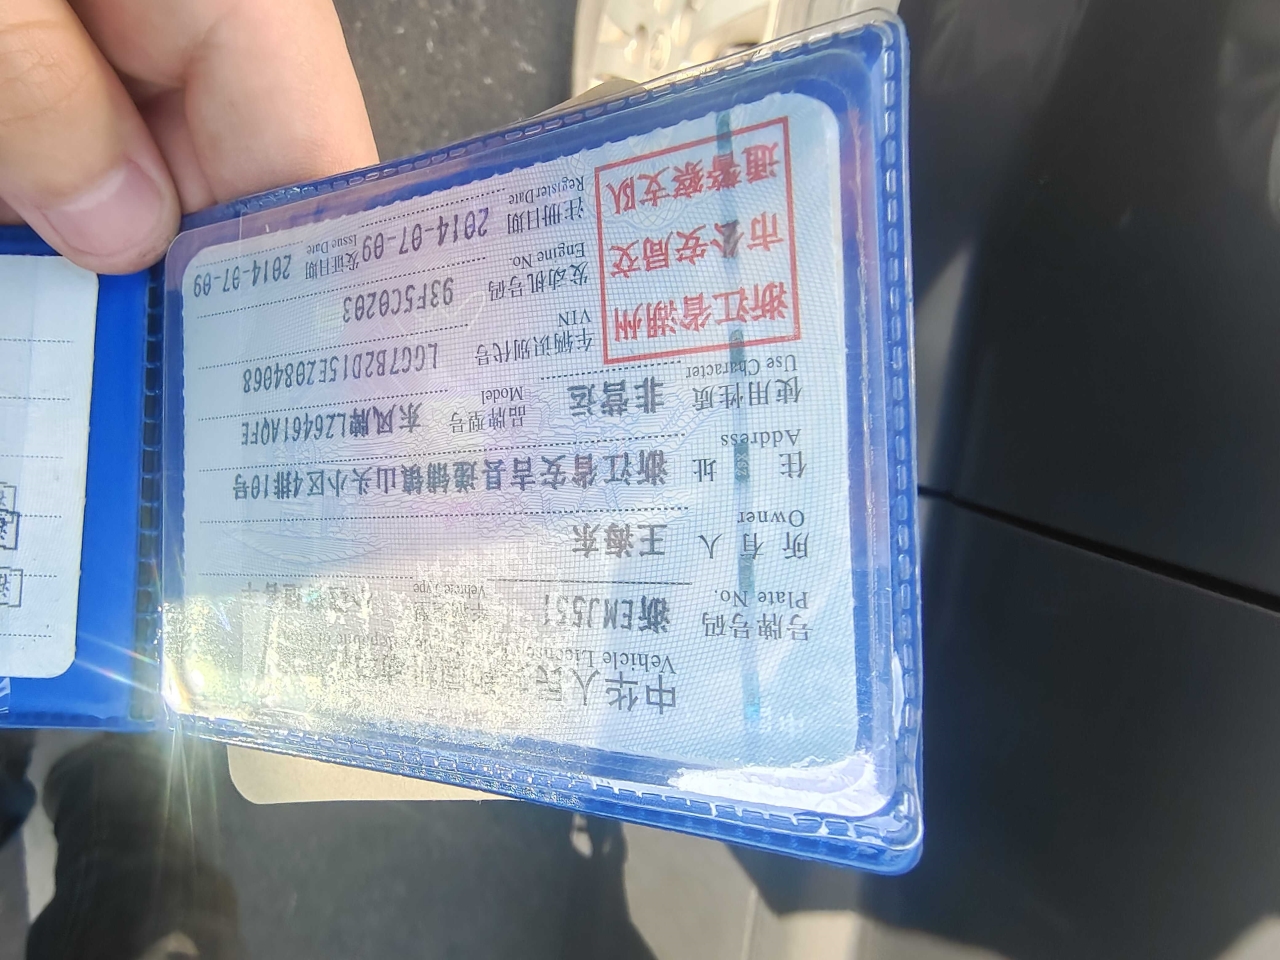 中华人民
Vehicle License
号牌号码 浙EMJ551
Plate No. Vehicle Type
所有人 王海东
Owner
住址 浙江省安吉县递铺镇山头小区4排10号
Address
使用性质 非营运 品牌型号 东风牌LZ6461AQFE
Use Character Model
浙江省湖州
市公安局交
通警察支队
车辆识别代号 LGG7B2D15EZ084068
VIN
发动机号码 93F5C0203
Engine No.
注册日期 2014-07-09 发证日期 2014-07-09
Register Date Issue Date